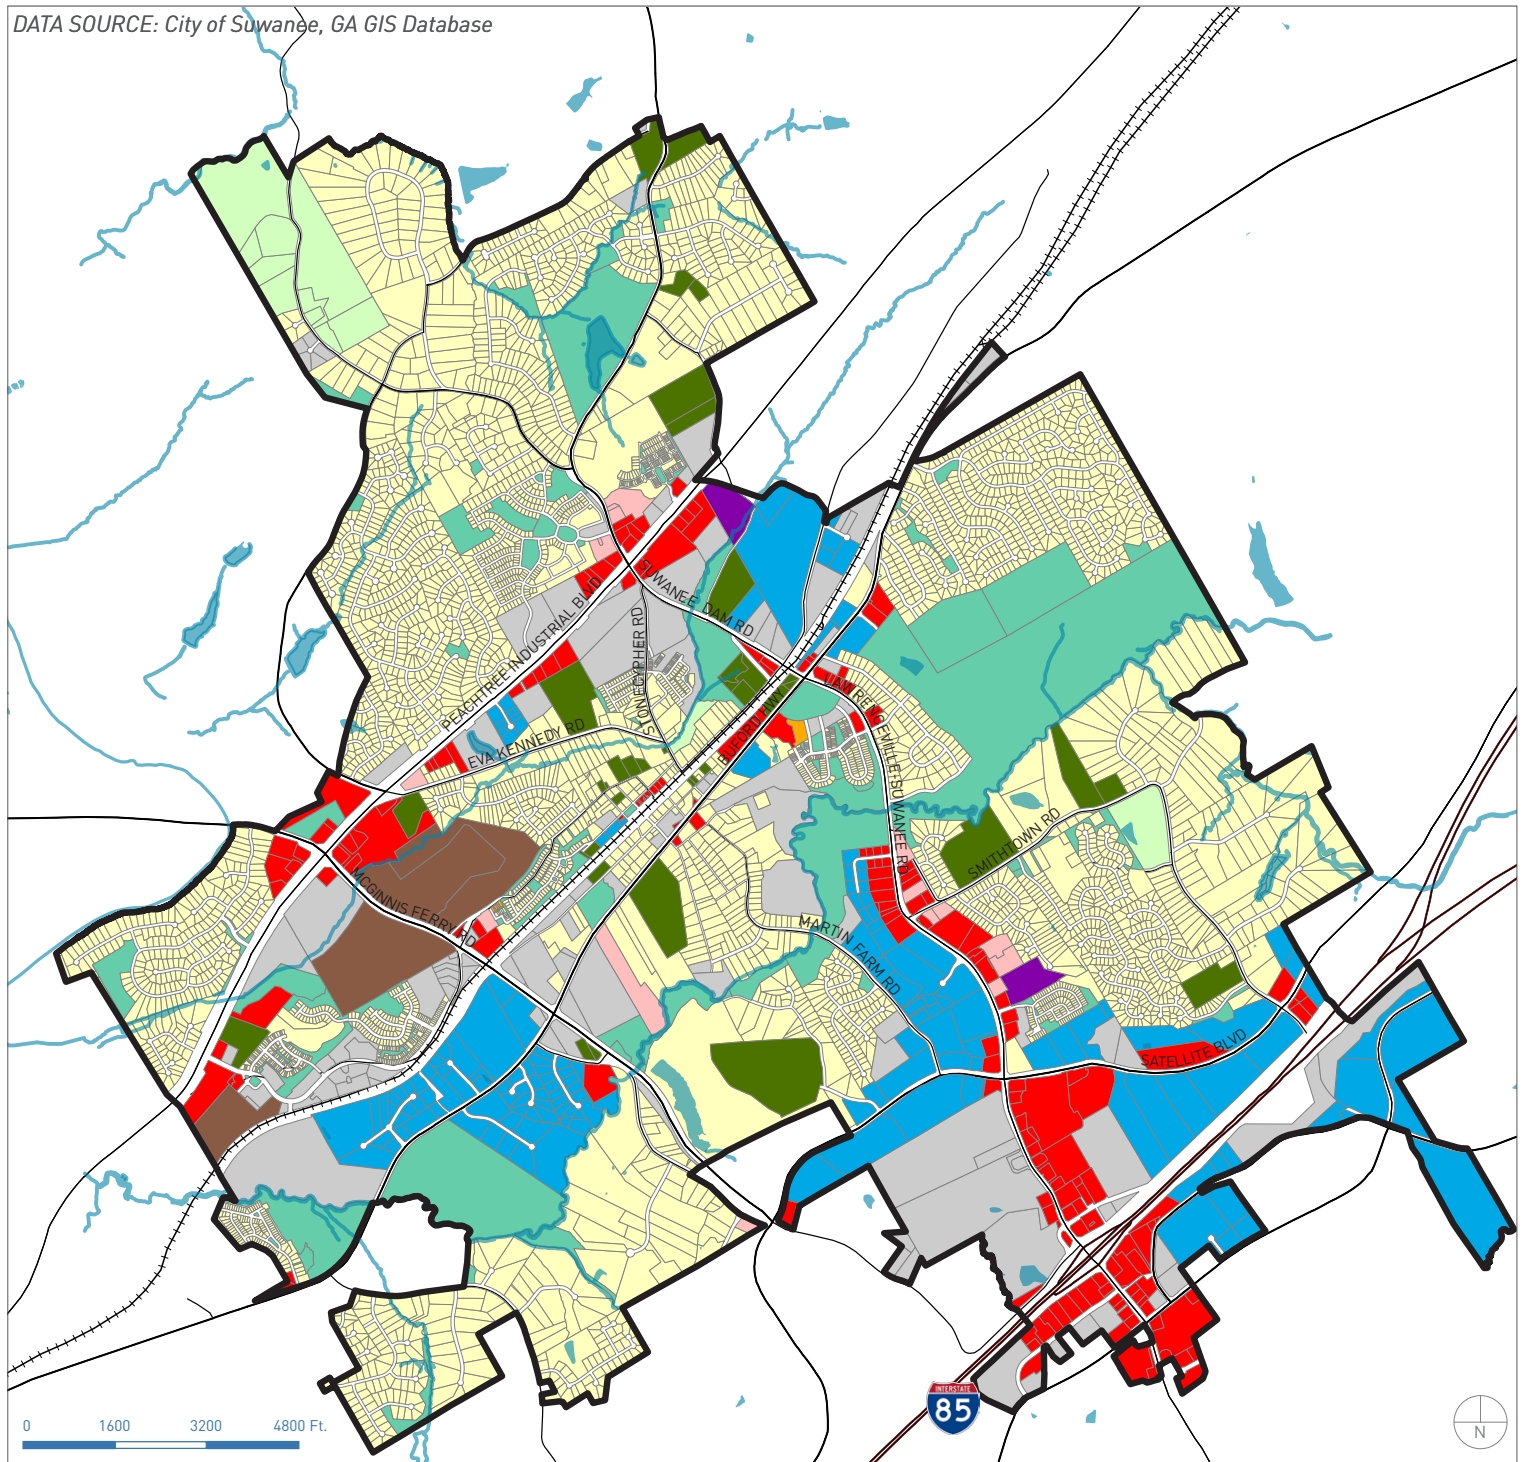 DATA SOURCE: City of Suwanee, GA GIS Database
SUWANEE DAM RD
PEACHTREE INDUSTRIAL BLVD
STONECYPHER RD
LAWRENCEVILLE SUWANEE RD
BUFORD HWY
EVA KENNEDY RD
SMITHTOWN RD
MCGINNIS FERRY RD
MARTIN FARM RD
SATELLITE BLVD
INTERSTATE
85
0 1600 3200 4800 Ft.
N